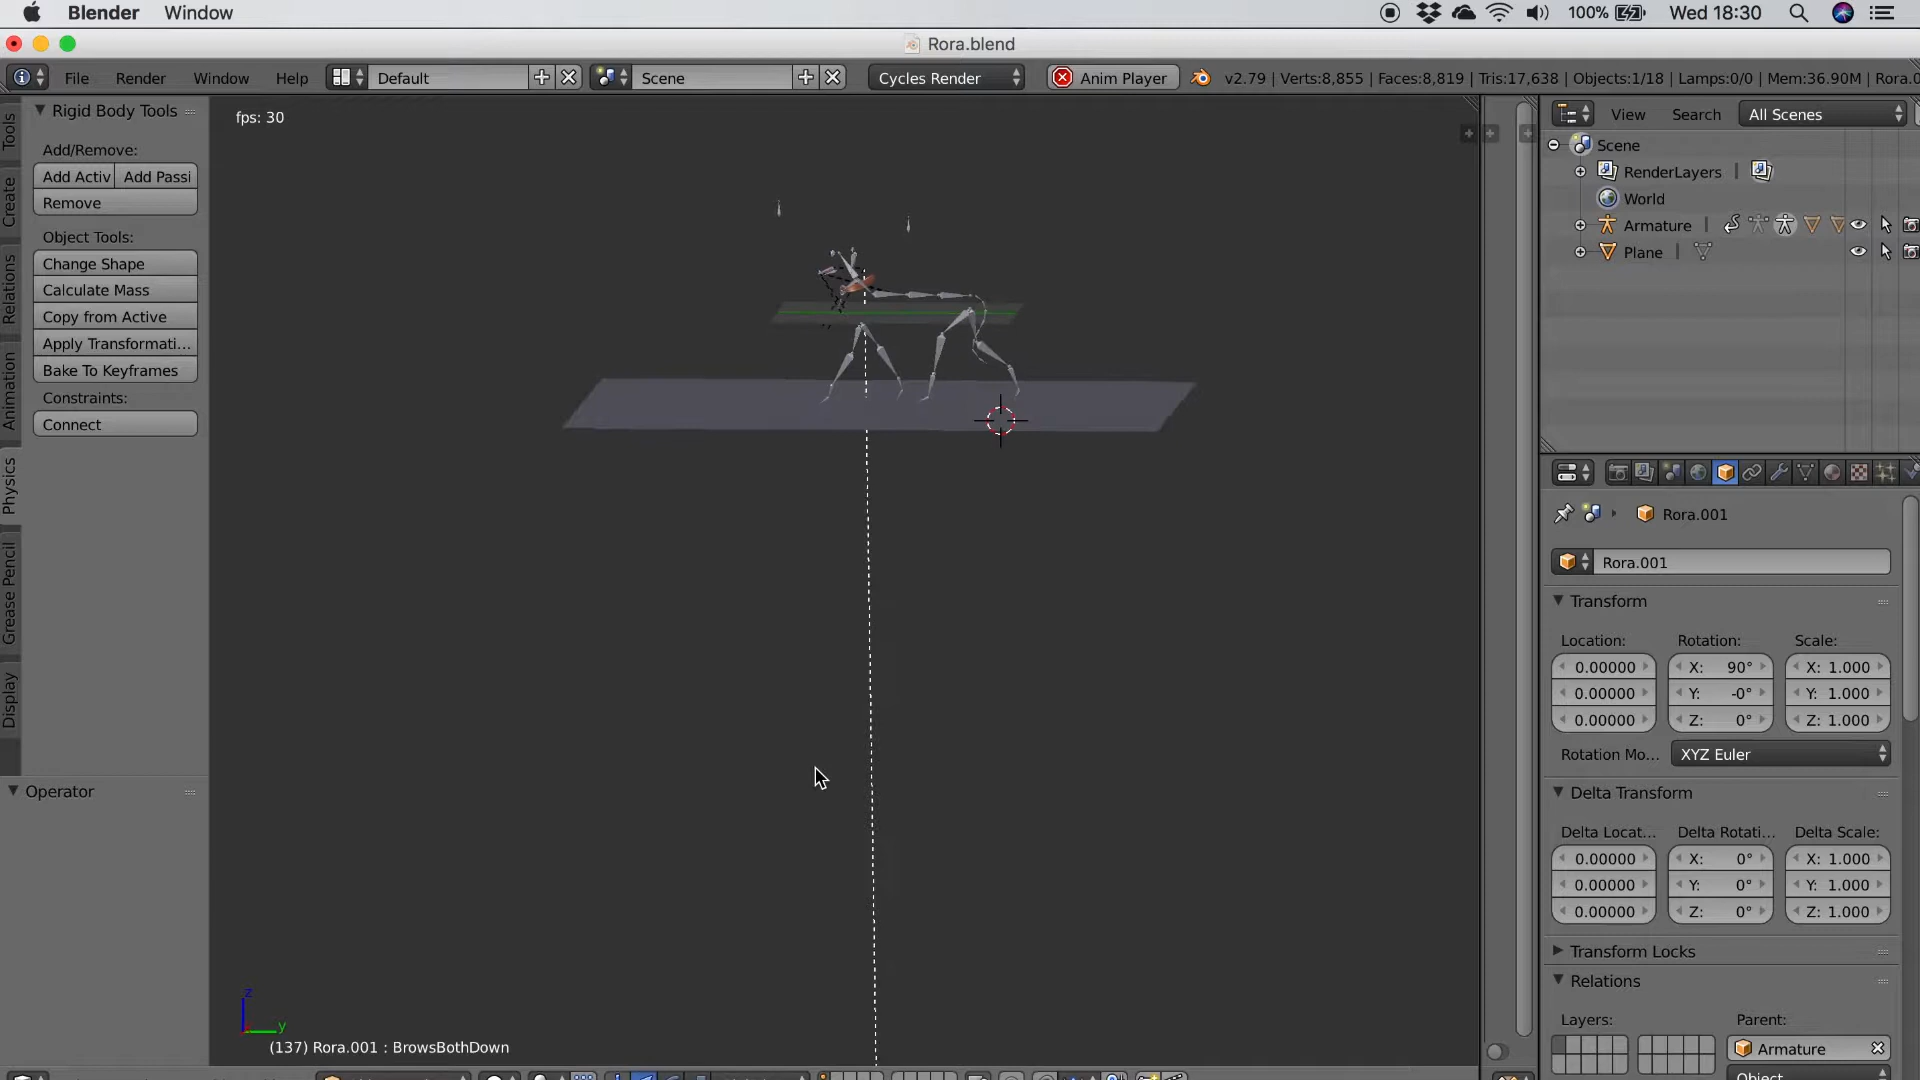 Blender Window 100% Wed 18:30
Rora.blend
File Render Window Help Default Scene Cycles Render Anim Player v2.79 | Verts:8,855 | Faces:8,819 | Tris:17,638 | Objects:1/18 | Lamps:0/0 | Mem:36.90M | Rora.0
Tools
Create
Relations
Animation
Physics
Grease Pencil
Display
Rigid Body Tools
Add/Remove:
Add Activ Add Passi
Remove
Object Tools:
Change Shape
Calculate Mass
Copy from Active
Apply Transformati...
Bake To Keyframes
Constraints:
Connect
Operator
fps: 30
z
y
(137) Rora.001 : BrowsBothDown
View Search All Scenes
Scene
RenderLayers |
World
Armature |
Plane |
Rora.001
Rora.001
Transform
Location: Rotation: Scale:
0.00000 X: 90° X: 1.000
0.00000 Y: -0° Y: 1.000
0.00000 Z: 0° Z: 1.000
Rotation Mo... XYZ Euler
Delta Transform
Delta Locat... Delta Rotati... Delta Scale:
0.00000 X: 0° X: 1.000
0.00000 Y: 0° Y: 1.000
0.00000 Z: 0° Z: 1.000
Transform Locks
Relations
Layers: Parent:
Armature
Object